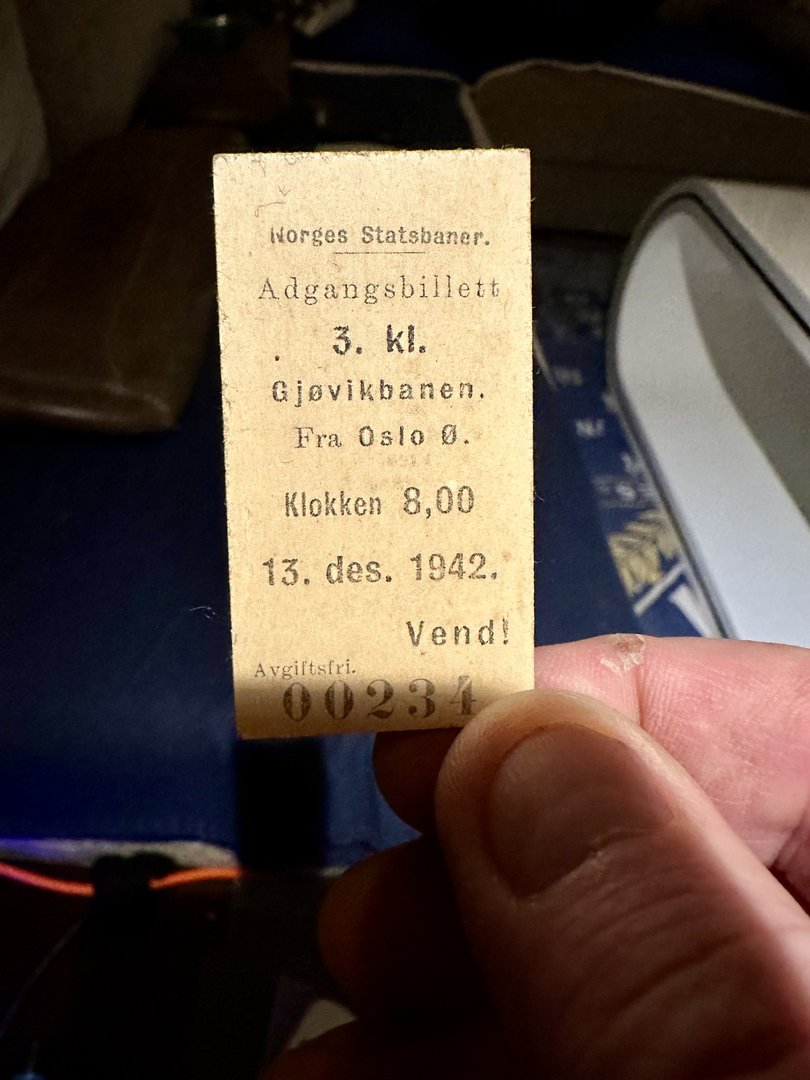 Norges Statsbaner.
Adgangsbillett
3. kl.
Gjøvikbanen.
Fra Oslo Ø.
Klokken 8,00
13. des. 1942.
Vend!
Avgiftsfri.
00234